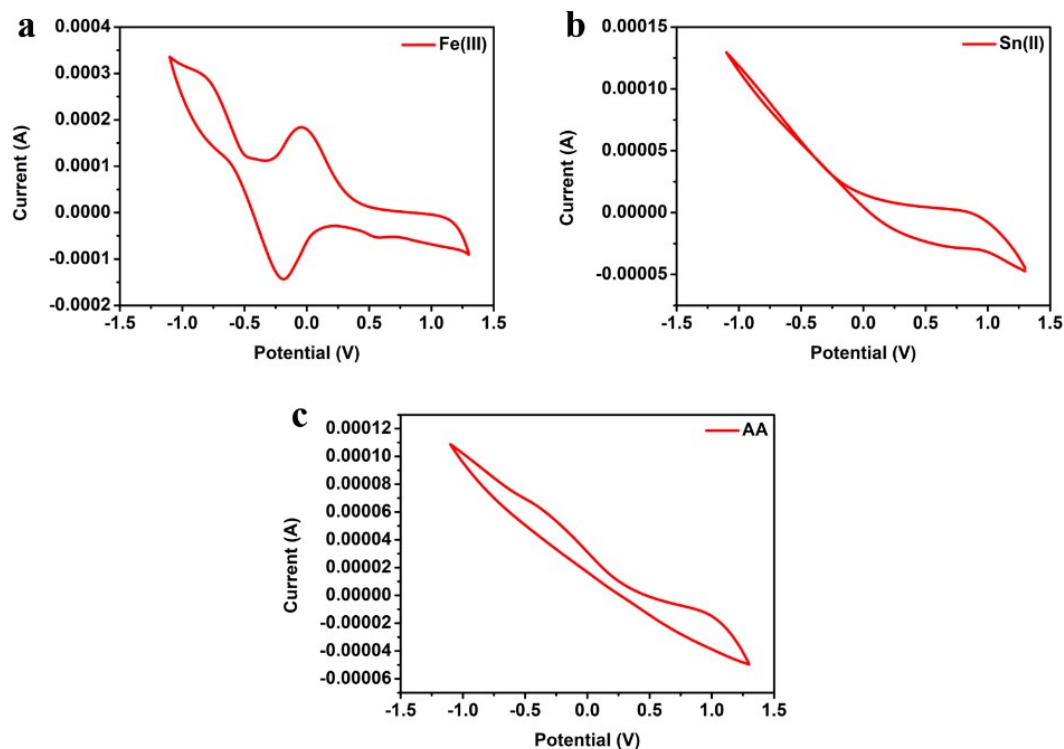 a
Fe(III)
Current (A)
0.0004
0.0003
0.0002
0.0001
0.0000
-0.0001
-0.0002
-1.5 -1.0 -0.5 0.0 0.5 1.0 1.5
Potential (V)
b
Sn(II)
Current (A)
0.00015
0.00010
0.00005
0.00000
-0.00005
-1.5 -1.0 -0.5 0.0 0.5 1.0 1.5
Potential (V)
c
AA
Current (A)
0.00012
0.00010
0.00008
0.00006
0.00004
0.00002
0.00000
-0.00002
-0.00004
-0.00006
-1.5 -1.0 -0.5 0.0 0.5 1.0 1.5
Potential (V)